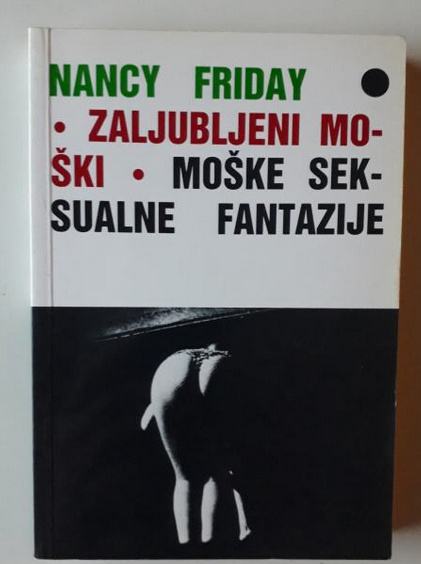 NANCY FRIDAY
• ZALJUBLJENI MO-
ŠKI • MOŠKE SEK-
SUALNE FANTAZIJE